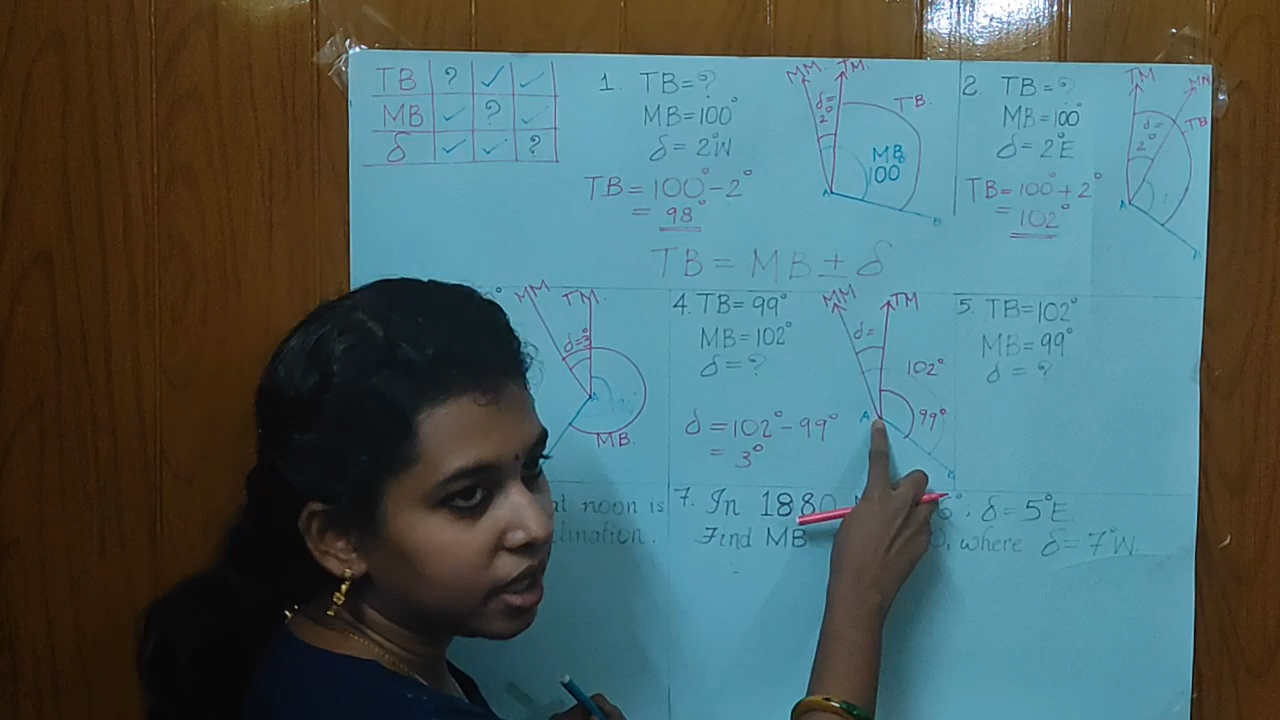 TB ? ✓ ✓
MB ✓ ? ✓
δ ✓ ✓ ?
1. TB = ?
MB = 100°
δ = 2°W
TB = 100° - 2°
= 98°
MM TM
δ = 2°
TB
MB
100
A
B
2. TB = ?
MB = 100°
δ = 2°E
TB = 100° + 2°
= 102°
TM MM
δ = 2°
TB
A
TB = MB ± δ
MM TM
δ = 3°
A
MB
4. TB = 99°
MB = 102°
δ = ?
δ = 102° - 99°
= 3°
MM TM
δ =
102°
99°
A
5. TB = 102°
MB = 99°
δ = ?
at noon is
7. In 1880
; δ = 5°E
Find MB
, where δ = 7°W.